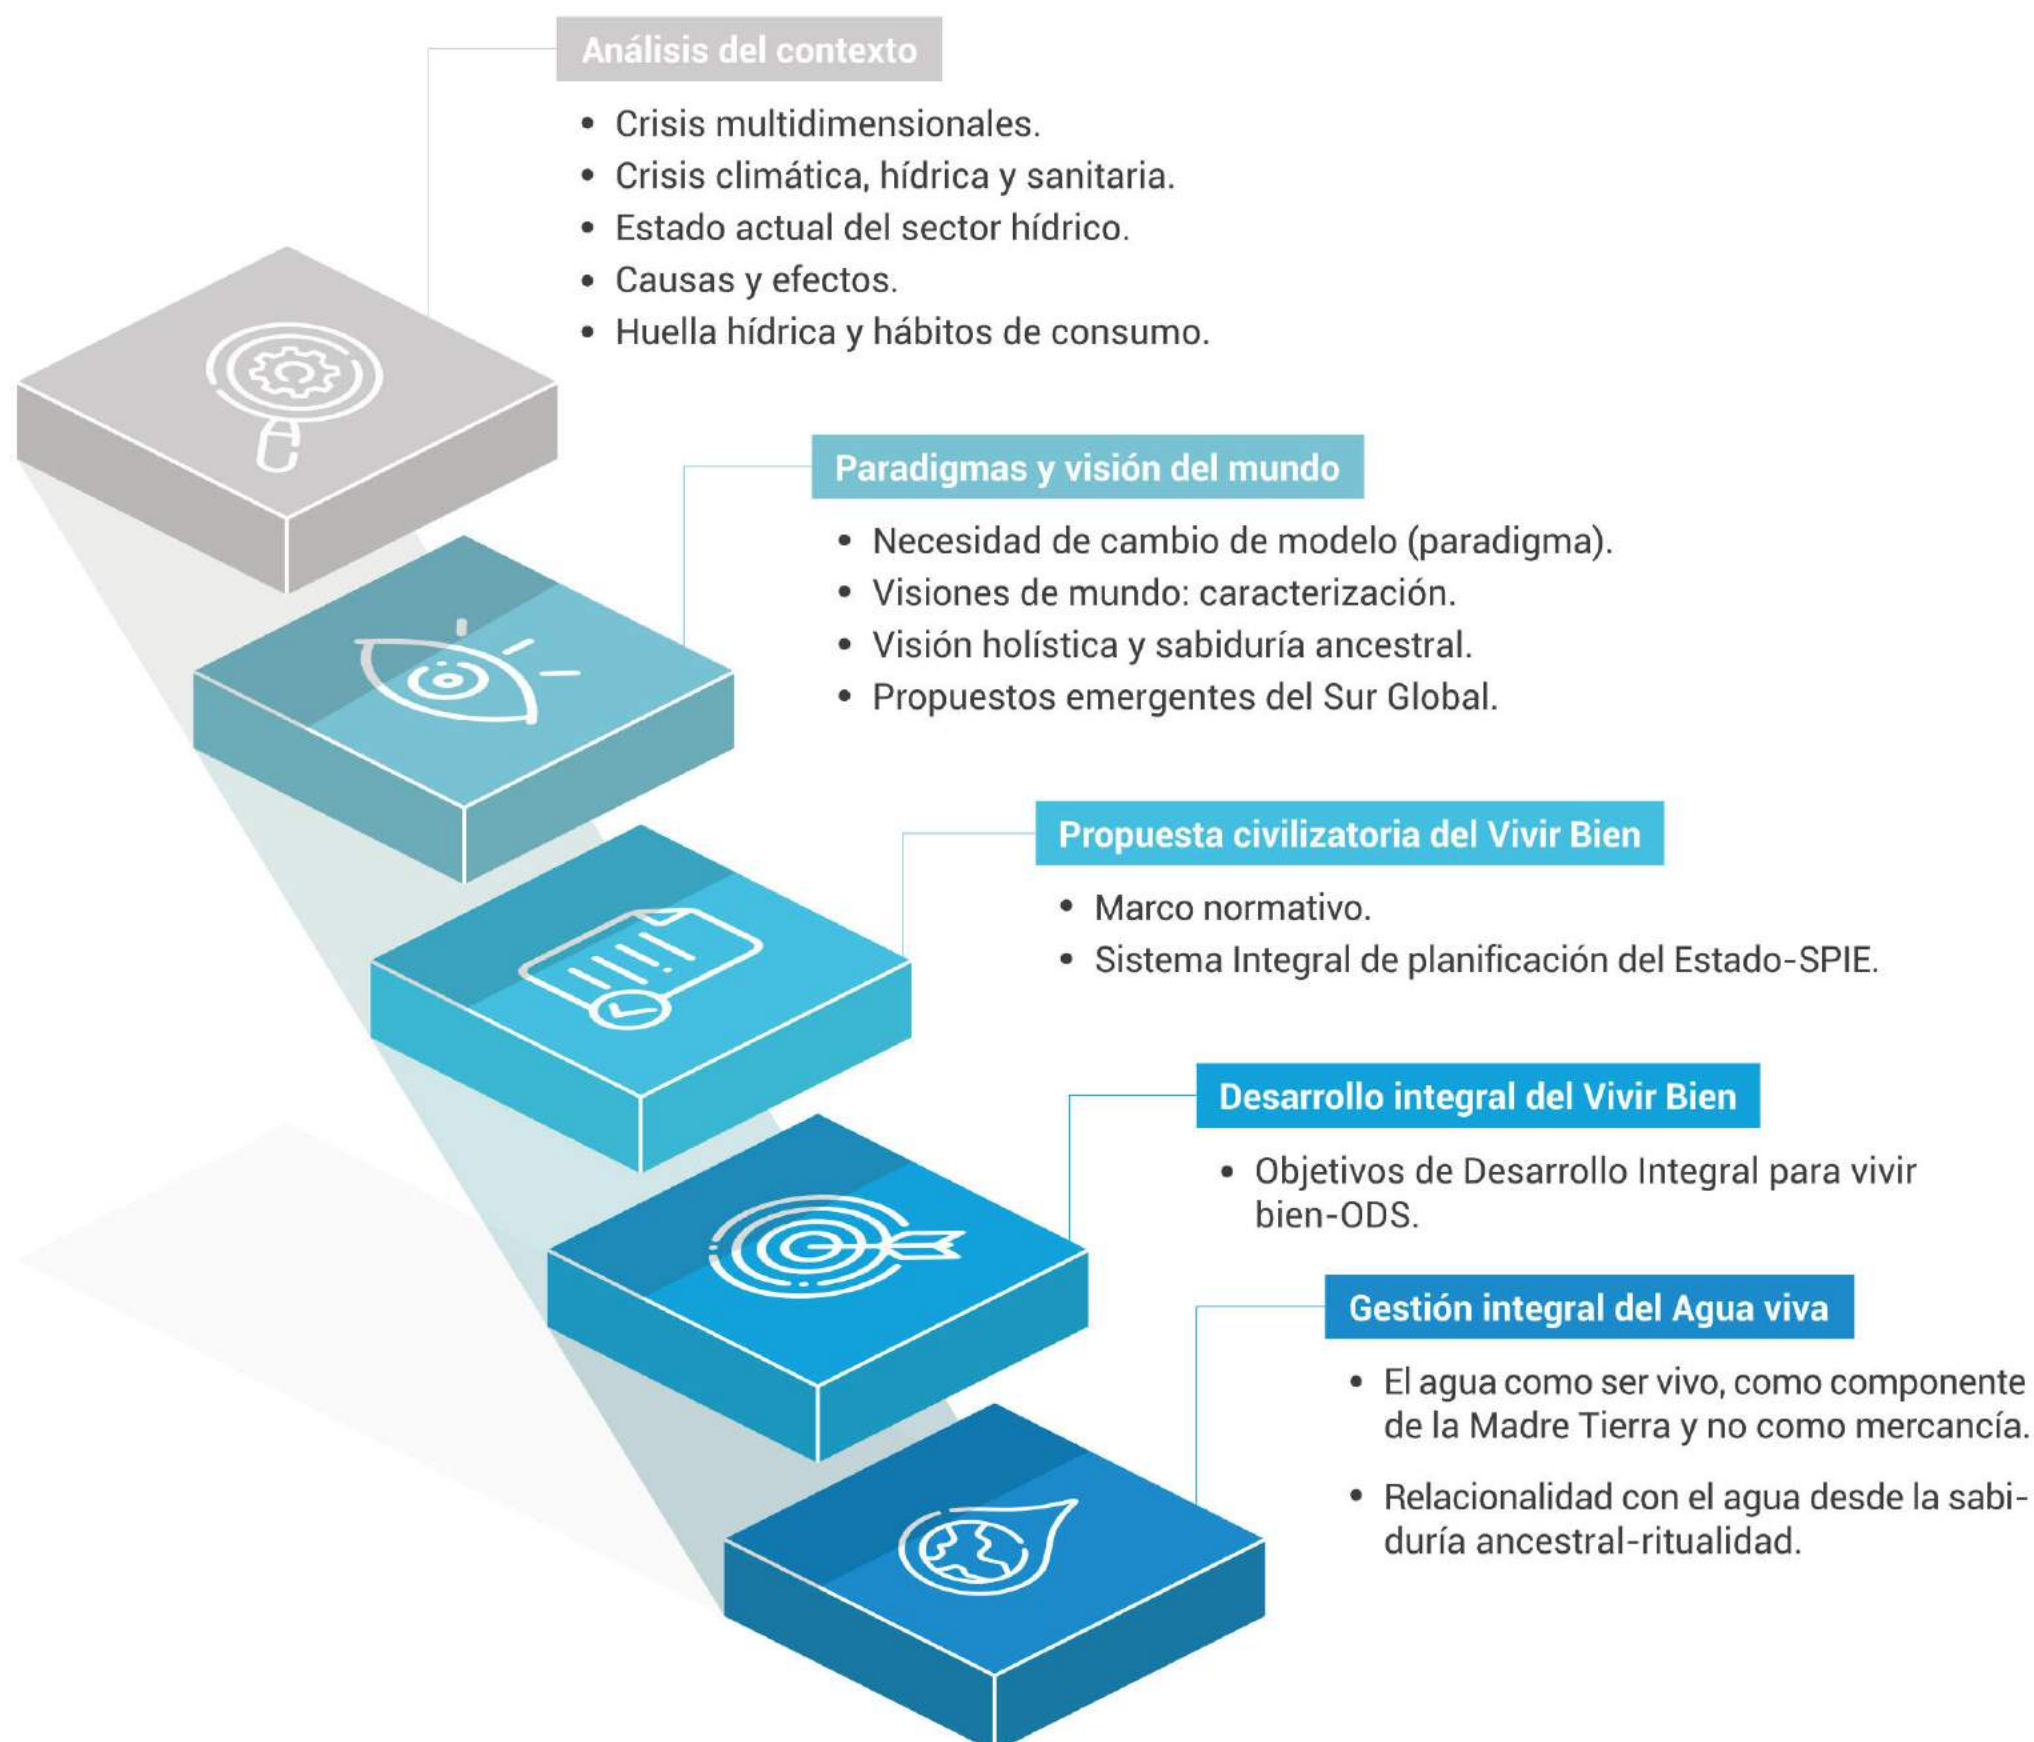 Análisis del contexto
• Crisis multidimensionales.
• Crisis climática, hídrica y sanitaria.
• Estado actual del sector hídrico.
• Causas y efectos.
• Huella hídrica y hábitos de consumo.
Paradigmas y visión del mundo
• Necesidad de cambio de modelo (paradigma).
• Visiones de mundo: caracterización.
• Visión holística y sabiduría ancestral.
• Propuestos emergentes del Sur Global.
Propuesta civilizatoria del Vivir Bien
• Marco normativo.
• Sistema Integral de planificación del Estado-SPIE.
Desarrollo integral del Vivir Bien
• Objetivos de Desarrollo Integral para vivir
bien-ODS.
Gestión integral del Agua viva
• El agua como ser vivo, como componente
de la Madre Tierra y no como mercancía.
• Relacionalidad con el agua desde la sabi-
duría ancestral-ritualidad.